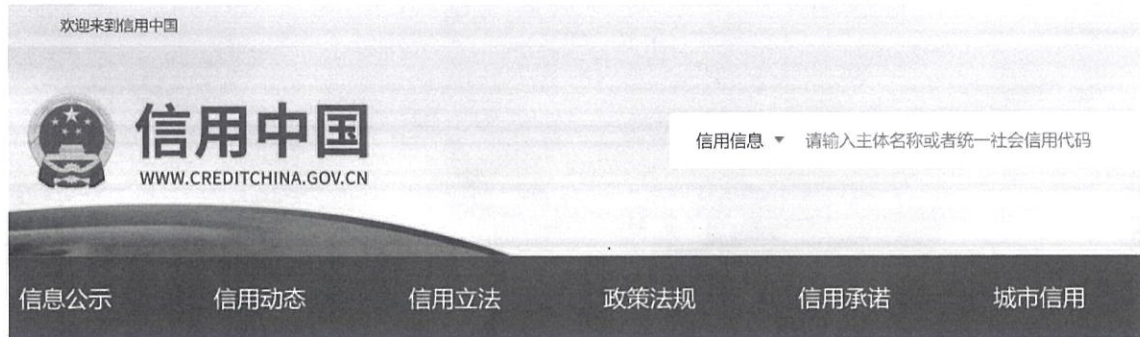 欢迎来到信用中国
信用中国
WWW.CREDITCHINA.GOV.CN
信用信息 请输入主体名称或者统一社会信用代码
信息公示 信用动态 信用立法 政策法规 信用承诺 城市信用